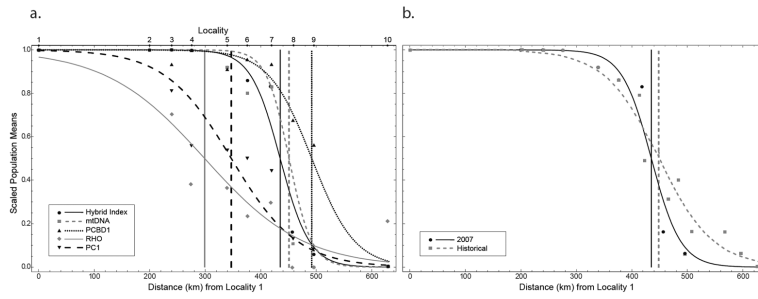 a.
b.
Locality
1 2 3 4 5 6 7 8 9 10
Scaled Population Means
1.0
0.8
0.6
0.4
0.2
0.0
Hybrid Index
mtDNA
PCBD1
RHO
PC1
0 100 200 300 400 500 600
Distance (km) from Locality 1
1.0
0.8
0.6
0.4
0.2
0.0
2007
Historical
0 100 200 300 400 500 600
Distance (km) from Locality 1